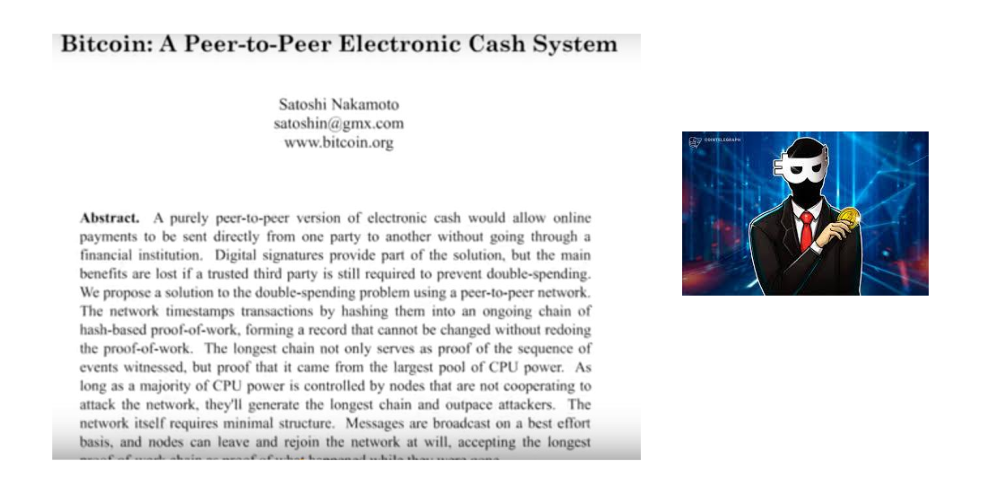 Bitcoin: A Peer-to-Peer Electronic Cash System
Satoshi Nakamoto
satoshin@gmx.com
www.bitcoin.org
Abstract. A purely peer-to-peer version of electronic cash would allow online
payments to be sent directly from one party to another without going through a
financial institution. Digital signatures provide part of the solution, but the main
benefits are lost if a trusted third party is still required to prevent double-spending.
We propose a solution to the double-spending problem using a peer-to-peer network.
The network timestamps transactions by hashing them into an ongoing chain of
hash-based proof-of-work, forming a record that cannot be changed without redoing
the proof-of-work. The longest chain not only serves as proof of the sequence of
events witnessed, but proof that it came from the largest pool of CPU power. As
long as a majority of CPU power is controlled by nodes that are not cooperating to
attack the network, they'll generate the longest chain and outpace attackers. The
network itself requires minimal structure. Messages are broadcast on a best effort
basis, and nodes can leave and rejoin the network at will, accepting the longest
COINTELEGRAPH